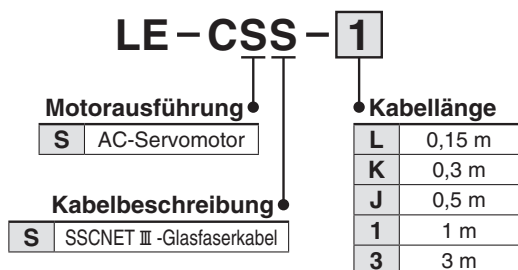 LE – CSS – 1
Motorausführung
S AC-Servomotor
Kabelbeschreibung
S SSCNET Ⅲ -Glasfaserkabel
Kabellänge
L 0,15 m
K 0,3 m
J 0,5 m
1 1 m
3 3 m